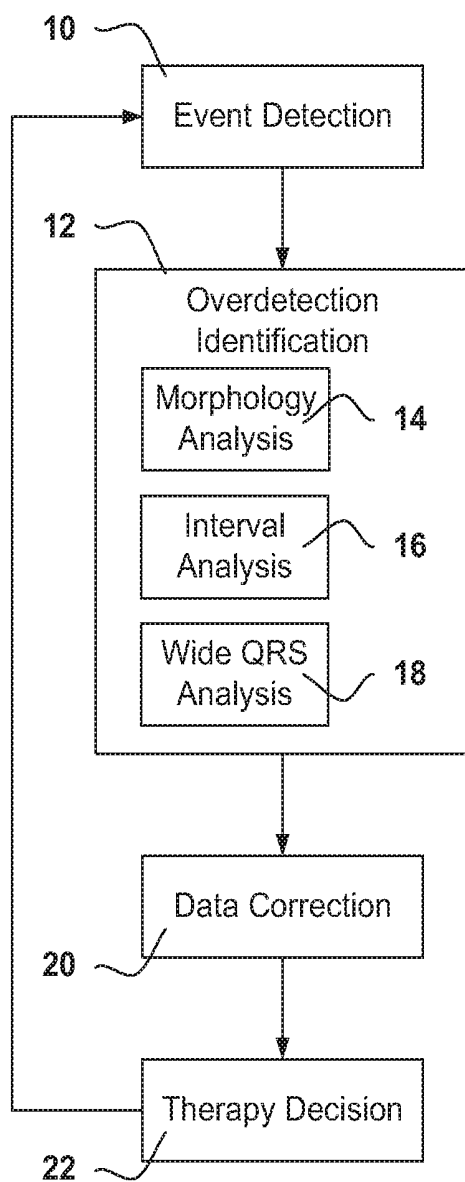 10
Event Detection
12
Overdetection
Identification
Morphology
Analysis
14
Interval
Analysis
16
Wide QRS
Analysis
18
Data Correction
20
Therapy Decision
22